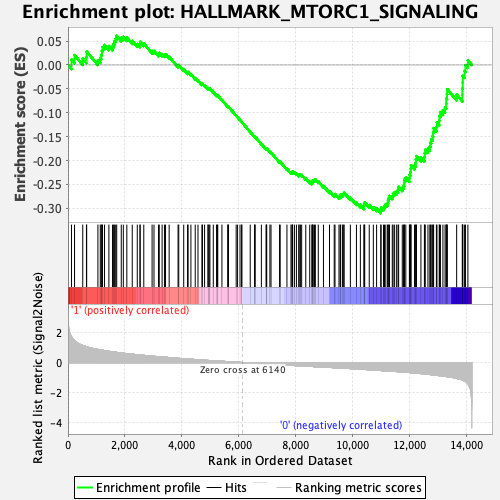 Enrichment plot: HALLMARK_MTORC1_SIGNALING
Enrichment score (ES)
0.05
0.00
-0.05
-0.10
-0.15
-0.20
-0.25
-0.30
'1' (positively correlated)
Ranked list metric (Signal2Noise)
2
0
-2
-4
Zero cross at 6140
'0' (negatively correlated)
0
2,000
4,000
6,000
8,000
10,000
12,000
14,000
Rank in Ordered Dataset
Enrichment profile
Hits
Ranking metric scores